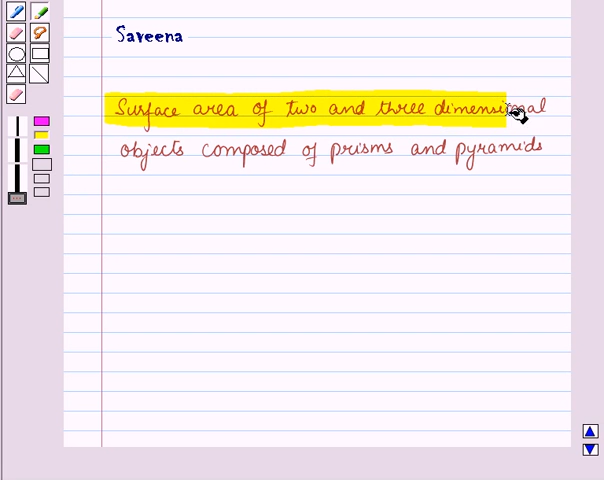 Saveena
Surface area of two and three dimensional
objects composed of prisms and pyramids